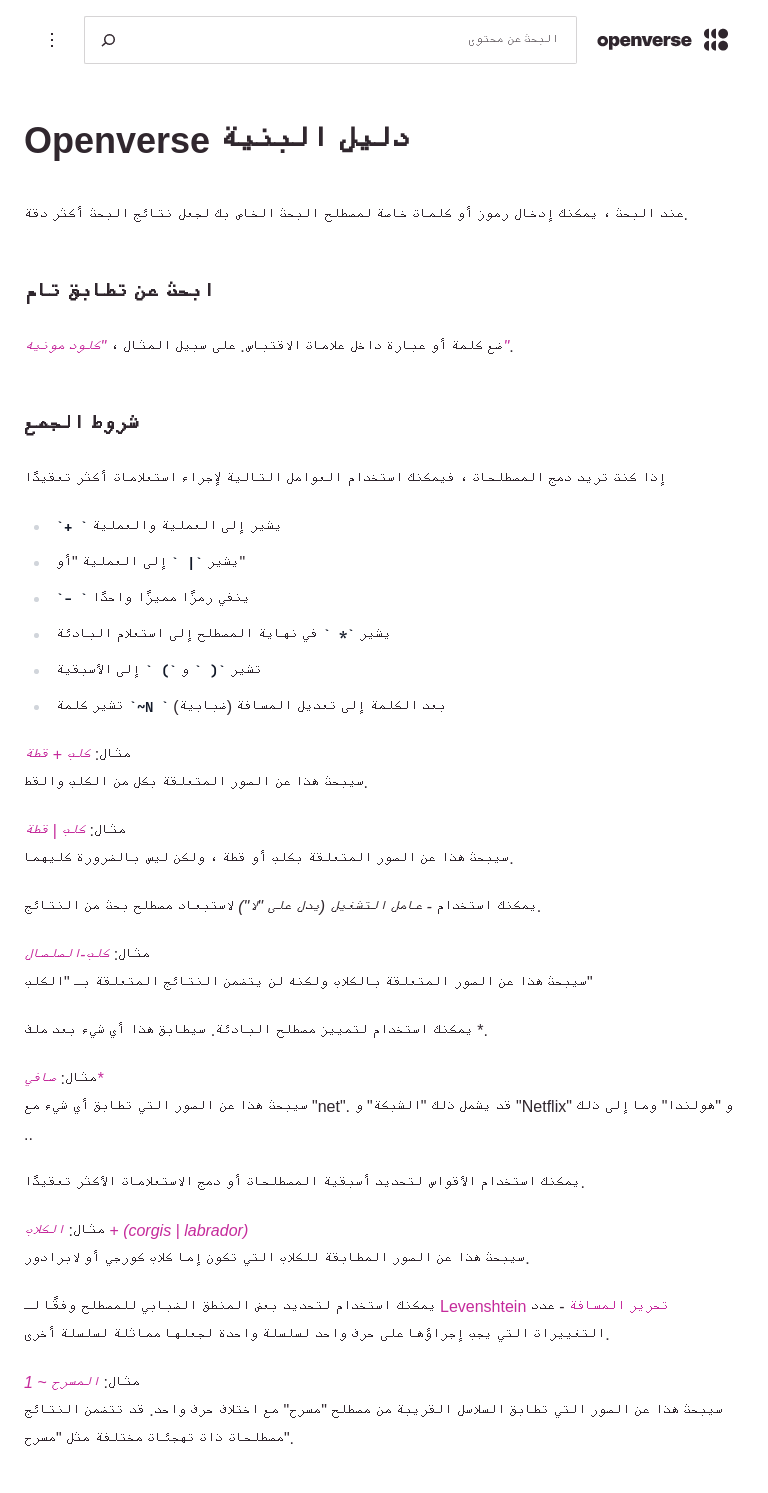 openverse
البحث عن محتوى
دليل البنية Openverse
عند البحث ، يمكنك إدخال رموز أو كلمات خاصة لمصطلح البحث الخاص بك لجعل نتائج البحث أكثر دقة.
ابحث عن تطابق تام
ضع كلمة أو عبارة داخل علامات الاقتباس. على سبيل المثال ، "كلود مونيه".
شروط الجمع
إذا كنت تريد دمج المصطلحات ، فيمكنك استخدام العوامل التالية لإجراء استعلامات أكثر تعقيدًا
يشير إلى العملية والعملية ` +`
يشير `| ` إلى العملية "أو"
ينفي رمزًا مميزًا واحدًا ` -`
يشير `* ` في نهاية المصطلح إلى استعلام البادئة
تشير `( ` و `) ` إلى الأسبقية
تشير كلمة `~N ` بعد الكلمة إلى تعديل المسافة (ضبابية)
مثال: كلب + قطة
سيبحث هذا عن الصور المتعلقة بكل من الكلب والقط.
مثال: كلب | قطة
سيبحث هذا عن الصور المتعلقة بكلب أو قطة ، ولكن ليس بالضرورة كليهما.
يمكنك استخدام - عامل التشغيل (يدل على "لا") لاستبعاد مصطلح بحث من النتائج.
مثال: كلب-الصلصال
سيبحث هذا عن الصور المتعلقة بالكلاب ولكنه لن يتضمن النتائج المتعلقة بـ "الكلب"
يمكنك استخدام لتمييز مصطلح البادئة. سيطابق هذا أي شيء بعد ملف *.
مثال: صافي*
سيبحث هذا عن الصور التي تطابق أي شيء مع "net". قد يشمل ذلك "الشبكة" و "Netflix" و "هولندا" وما إلى ذلك
..
يمكنك استخدام الأقواس لتحديد أسبقية المصطلحات أو دمج الاستعلامات الأكثر تعقيدًا.
مثال: الكلاب + (corgis | labrador)
سيبحث هذا عن الصور المطابقة للكلاب التي تكون إما كلاب كورجي أو لابرادور.
يمكنك استخدام لتحديد بعض المنطق الضبابي للمصطلح وفقًا لـ Levenshtein تحرير المسافة - عدد
التغييرات التي يجب إجراؤها على حرف واحد لسلسلة واحدة لجعلها مماثلة لسلسلة أخرى.
مثال: المسرح ~ 1
سيبحث هذا عن الصور التي تطابق السلاسل القريبة من مصطلح "مسرح" مع اختلاف حرف واحد. قد تتضمن النتائج
مصطلحات ذات تهجئات مختلفة مثل "مسرح".